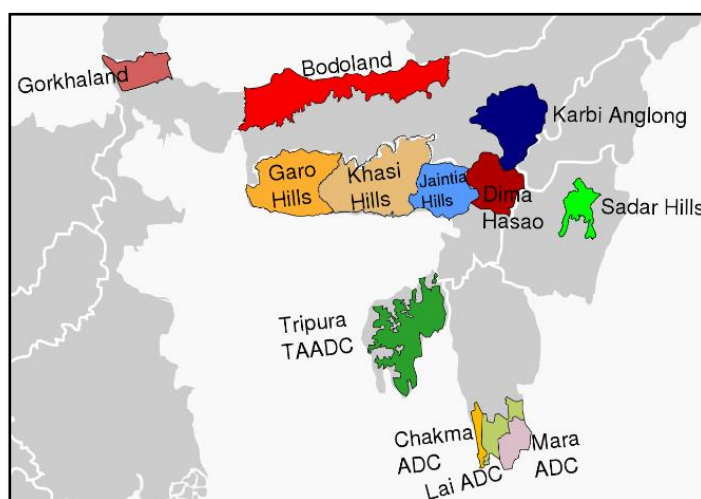 Gorkhaland
Bodoland
Karbi Anglong
Garo
Hills
Khasi
Hills
Jaintia
Hills
Dima
Hasao
Sadar Hills
Tripura
TAADC
Chakma
ADC
Lai ADC
Mara
ADC